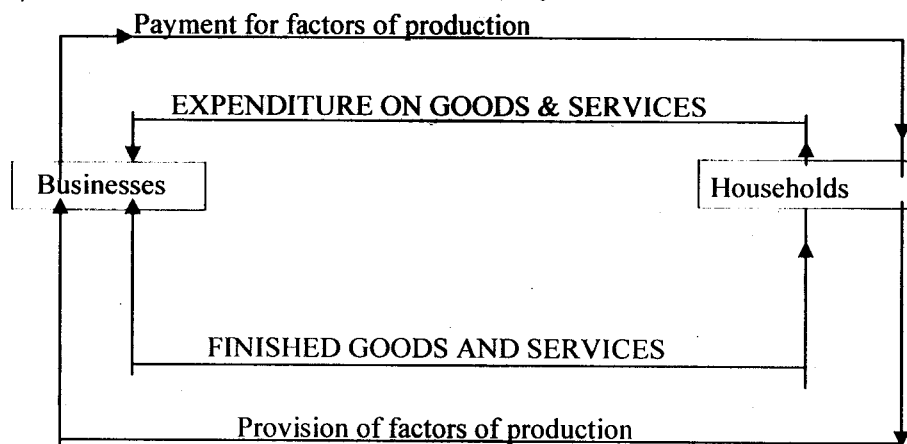 Payment for factors of production
EXPENDITURE ON GOODS & SERVICES
Businesses
Households
FINISHED GOODS AND SERVICES
Provision of factors of production